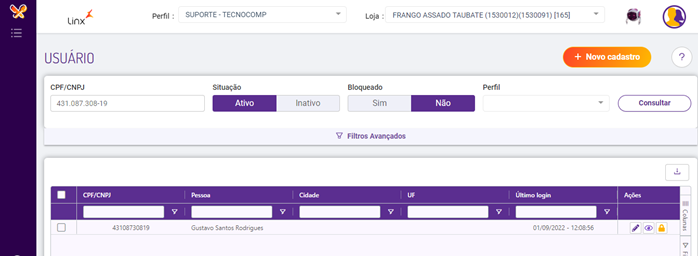 Linx
Perfil : SUPORTE - TECNOCOMP
Loja : FRANGO ASSADO TAUBATE (1530012)(1530091) [165]
USUÁRIO
+ Novo cadastro
?
CPF/CNPJ Situação Bloqueado Perfil
431.087.308-19 Ativo Inativo Sim Não Consultar
Filtros Avançados
CPF/CNPJ Pessoa Cidade UF Último login Ações
43108730819 Gustavo Santos Rodrigues 01/09/2022 - 12:08:56
Colunas